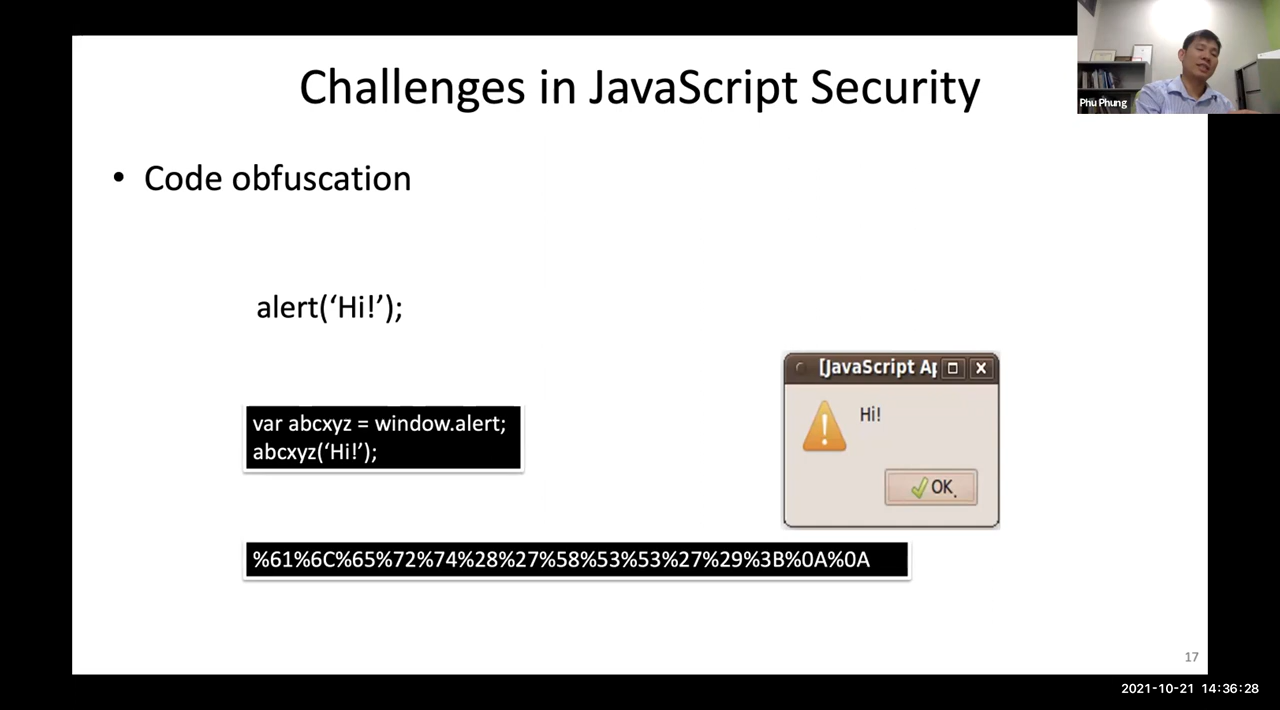 Challenges in JavaScript Security
Phu Phung
• Code obfuscation
alert(‘Hi!’);
[JavaScript Ap
Hi!
OK
var abcxyz = window.alert;
abcxyz(‘Hi!’);
%61%6C%65%72%74%28%27%58%53%53%27%29%3B%0A%0A
17
2021-10-21 14:36:28